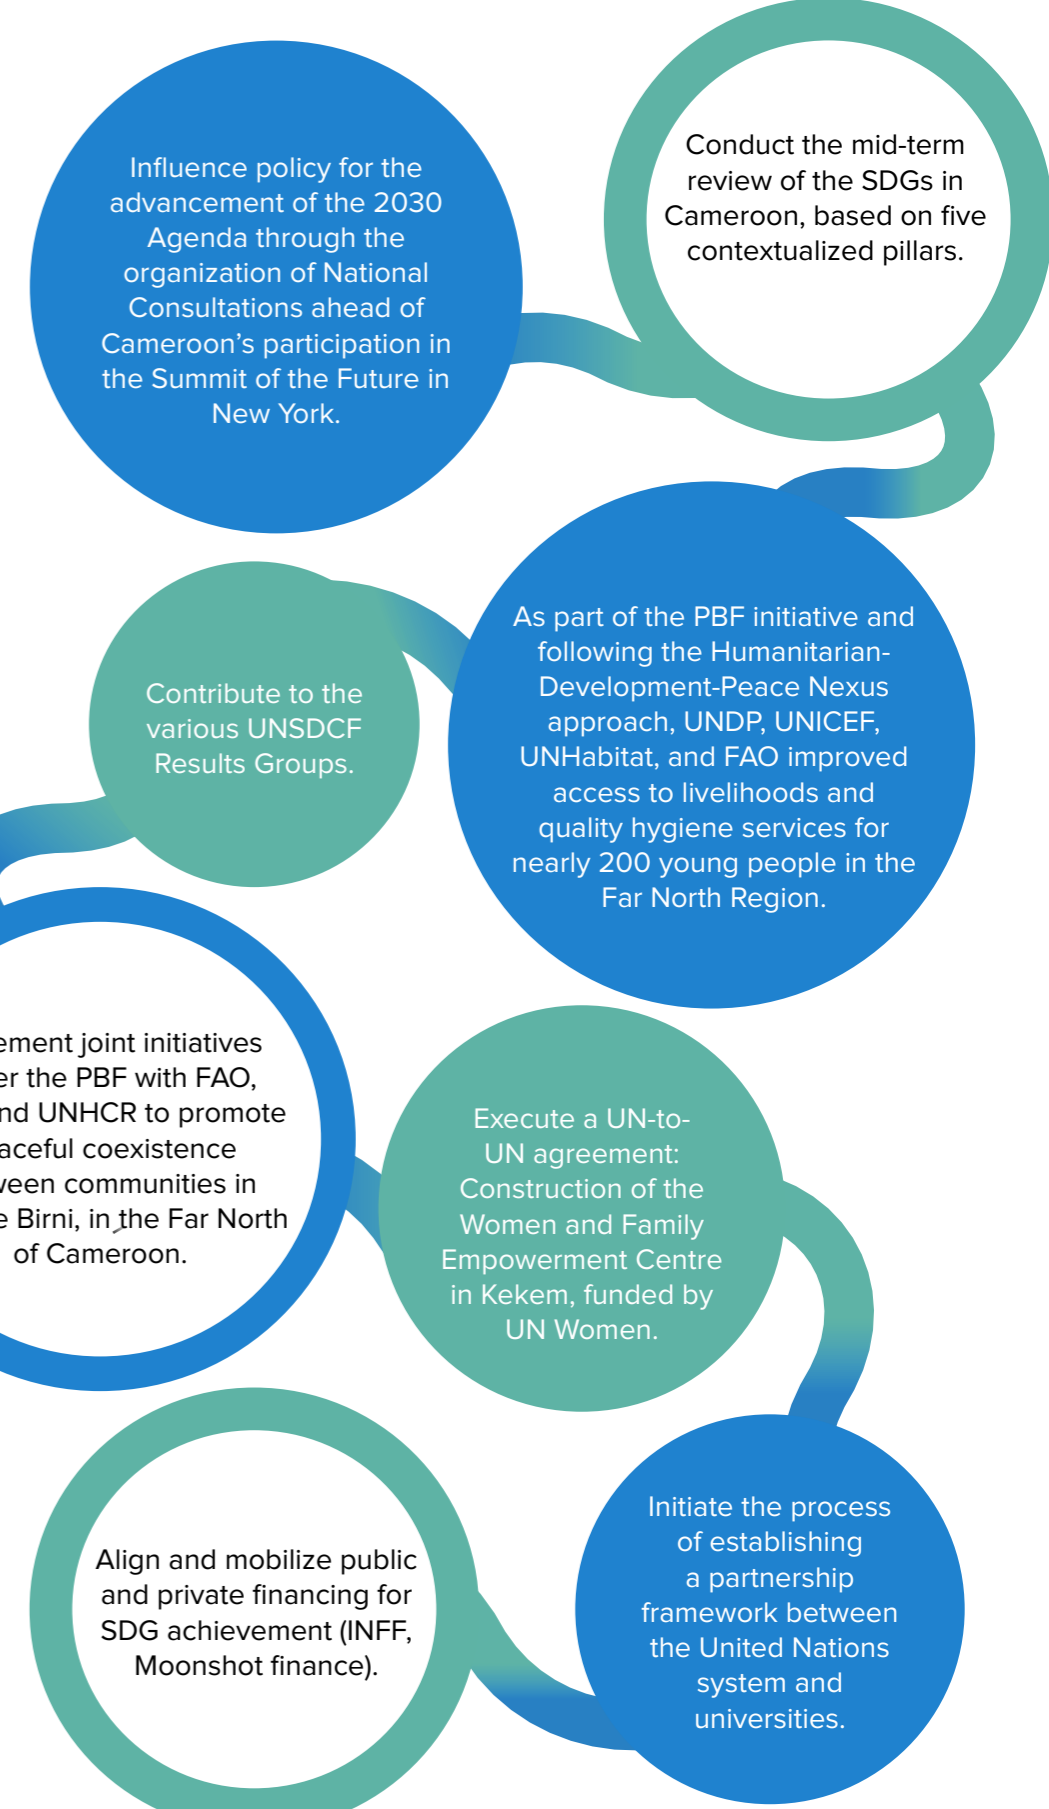 Influence policy for the
advancement of the 2030
Agenda through the
organization of National
Consultations ahead of
Cameroon’s participation in
the Summit of the Future in
New York.
Conduct the mid-term
review of the SDGs in
Cameroon, based on five
contextualized pillars.
As part of the PBF initiative and
following the Humanitarian-
Development-Peace Nexus
approach, UNDP, UNICEF,
UNHabitat, and FAO improved
access to livelihoods and
quality hygiene services for
nearly 200 young people in the
Far North Region.
Contribute to the
various UNSDCF
Results Groups.
joint initiatives
the PBF with FAO,
UNHCR to promote
coexistence
communities in
Birni, in the Far North
of Cameroon.
Execute a UN-to-
UN agreement:
Construction of the
Women and Family
Empowerment Centre
in Kekem, funded by
UN Women.
Initiate the process
of establishing
a partnership
framework between
the United Nations
system and
universities.
Align and mobilize public
and private financing for
SDG achievement (INFF,
Moonshot finance).